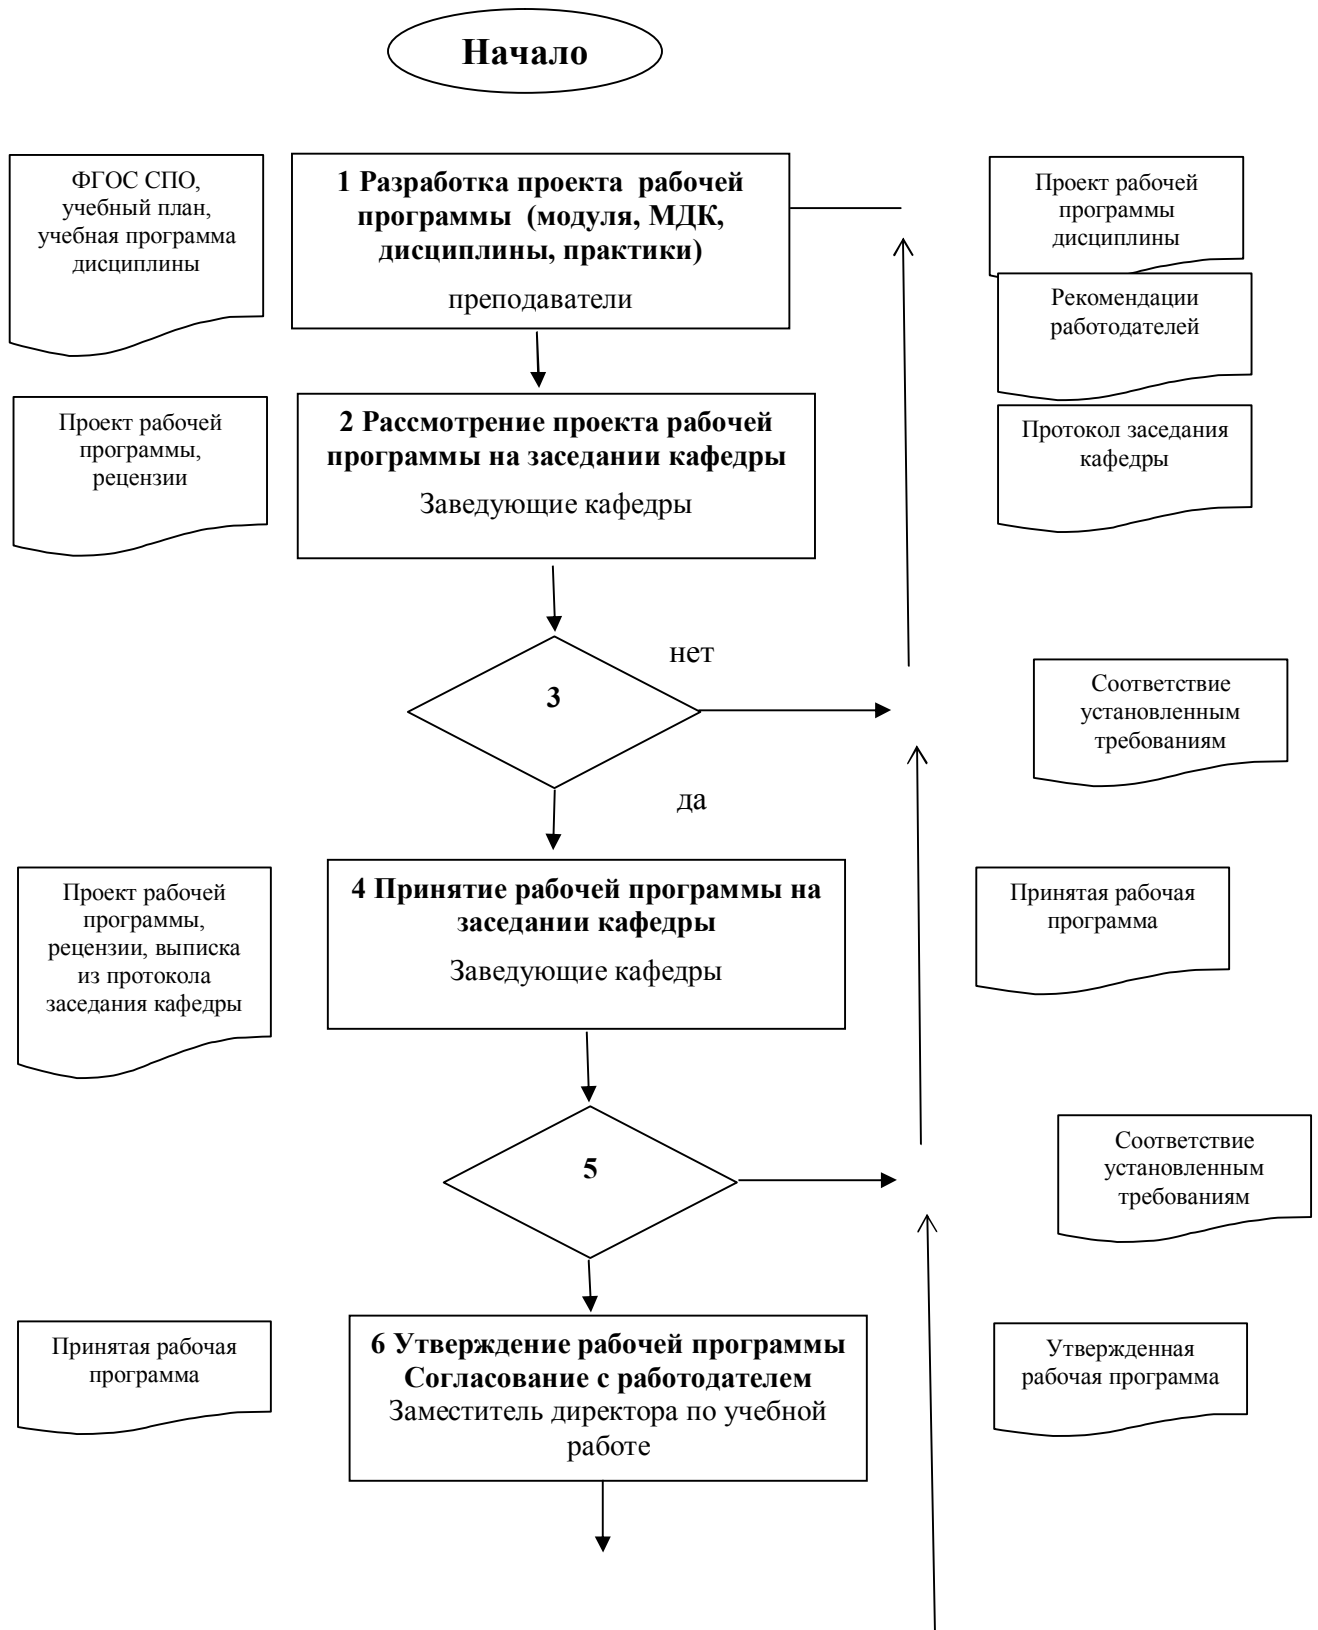 Начало
ФГОС СПО,
учебный план,
учебная программа
дисциплины
1 Разработка проекта рабочей
программы (модуля, МДК,
дисциплины, практики)
преподаватели
Проект рабочей
программы
дисциплины
Рекомендации
работодателей
Проект рабочей
программы,
рецензии
2 Рассмотрение проекта рабочей
программы на заседании кафедры
Заведующие кафедры
Протокол заседания
кафедры
3
нет
да
Соответствие
установленным
требованиям
Проект рабочей
программы,
рецензии, выписка
из протокола
заседания кафедры
4 Принятие рабочей программы на
заседании кафедры
Заведующие кафедры
Принятая рабочая
программа
5
Соответствие
установленным
требованиям
Принятая рабочая
программа
6 Утверждение рабочей программы
Согласование с работодателем
Заместитель директора по учебной
работе
Утвержденная
рабочая программа